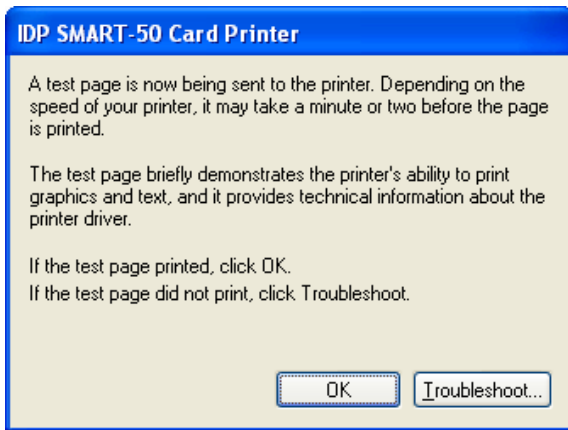 IDP SMART-50 Card Printer
A test page is now being sent to the printer. Depending on the
speed of your printer, it may take a minute or two before the page
is printed.
The test page briefly demonstrates the printer's ability to print
graphics and text, and it provides technical information about the
printer driver.
If the test page printed, click OK.
If the test page did not print, click Troubleshoot.
OK
Troubleshoot...